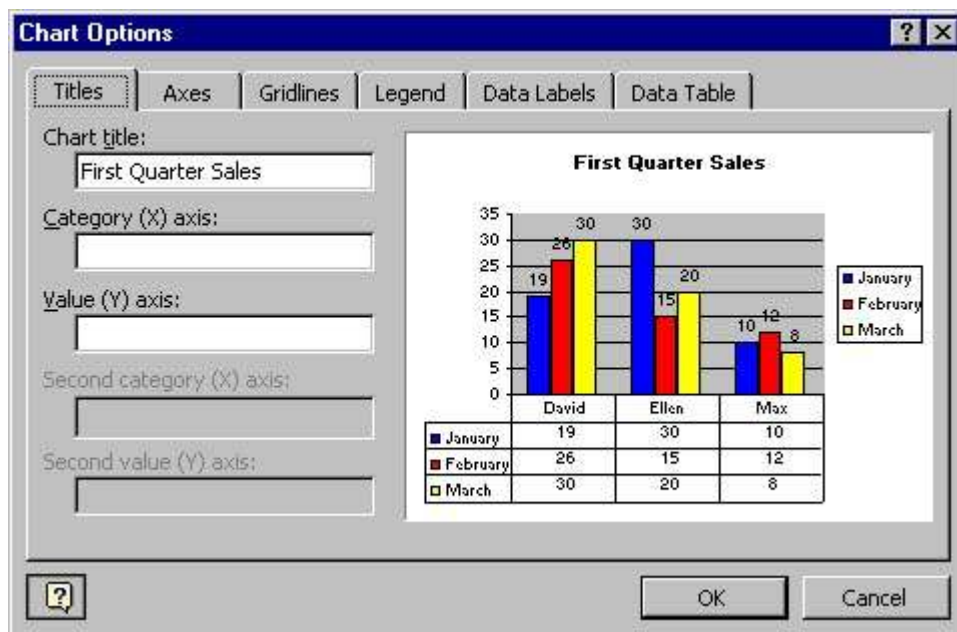 Chart Options
Titles Axes Gridlines Legend Data Labels Data Table
Chart title:
First Quarter Sales
Category (X) axis:
Value (Y) axis:
Second category (X) axis:
Second value (Y) axis:
First Quarter Sales
35
30
25
20
15
10
5
0
19 26 30
30 15 20
10 12 8
January
February
March
David Ellen Max
January 19 30 10
February 26 15 12
March 30 20 8
OK Cancel